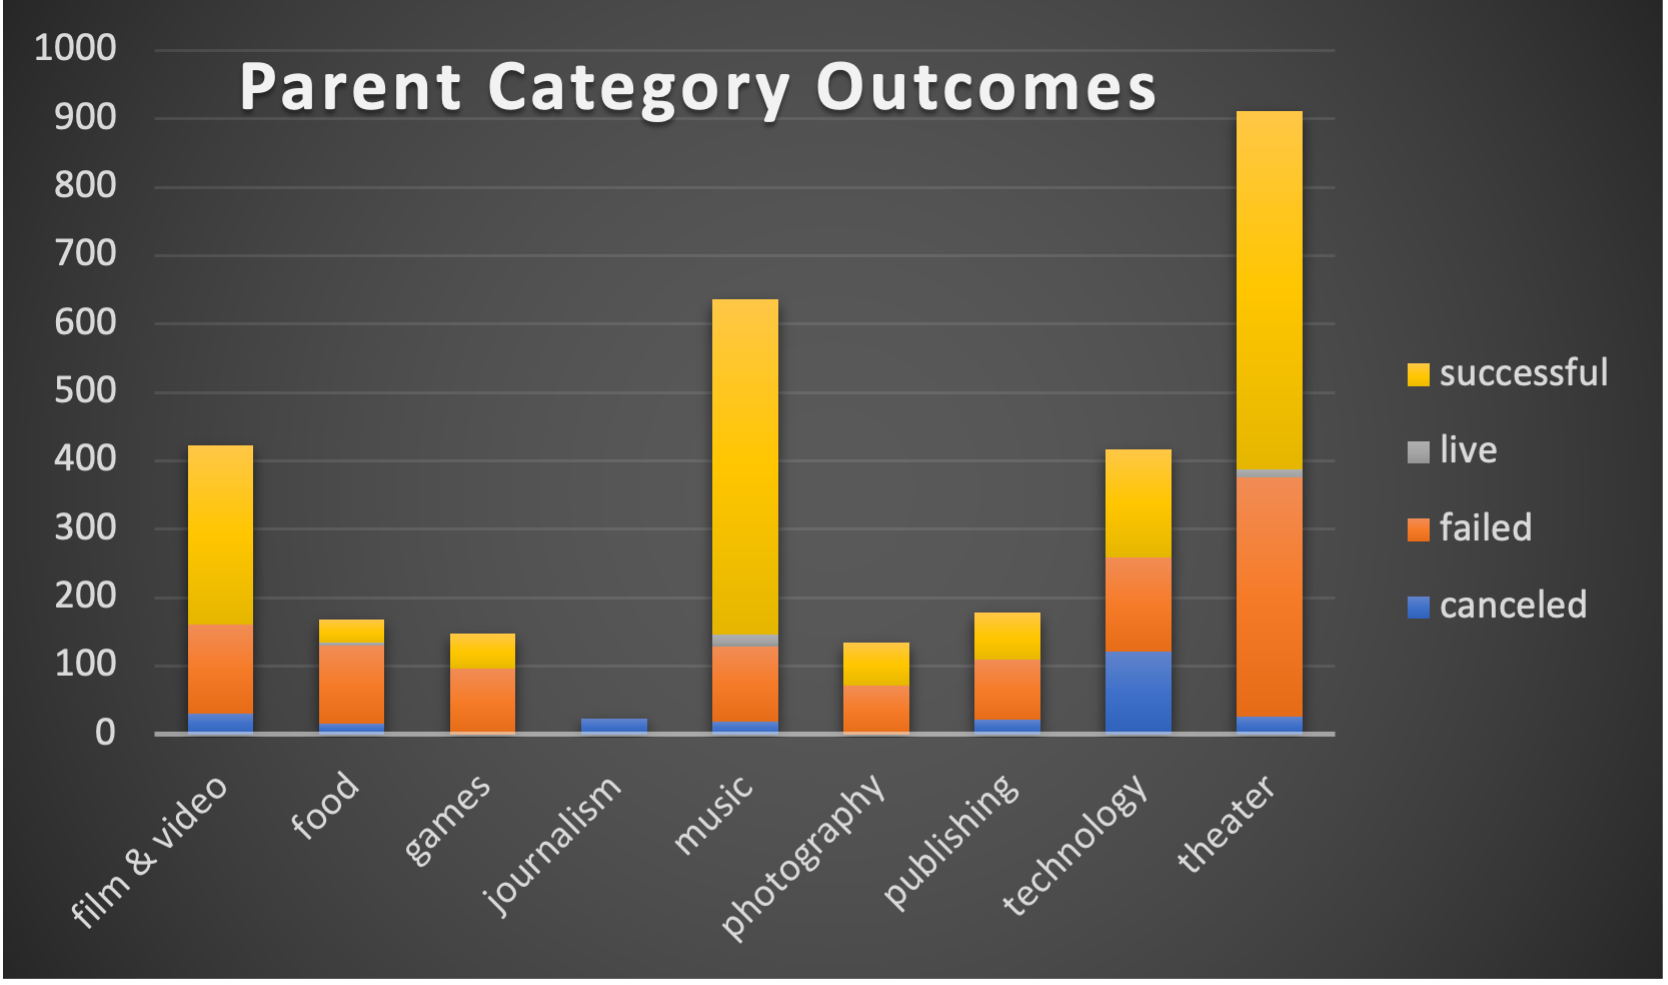 Parent Category Outcomes
1000
900
800
700
600
500
400
300
200
100
0
film & video
food
games
journalism
music
photography
publishing
technology
theater
successful
live
failed
canceled